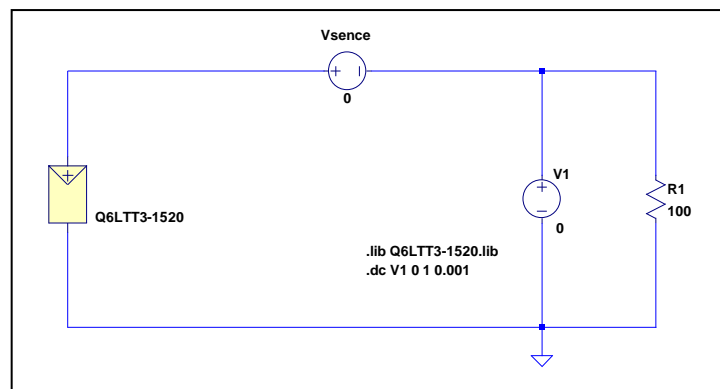 Vsence
0
Q6LTT3-1520
V1
0
R1
100
.lib Q6LTT3-1520.lib
.dc V1 0 1 0.001